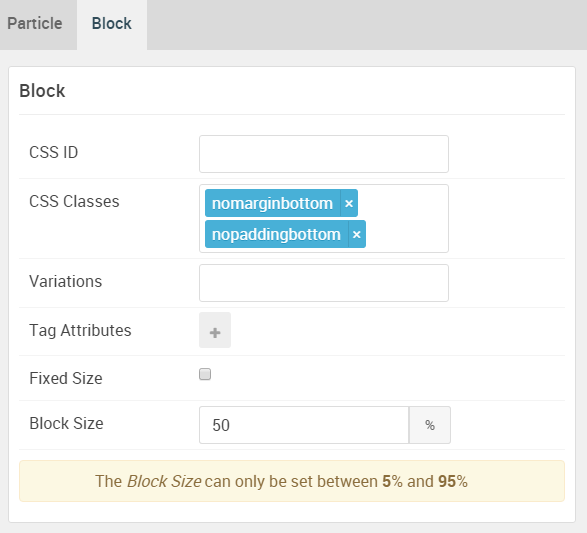 Particle Block
Block
CSS ID
CSS Classes nomarginbottom ×
nopaddingbottom ×
Variations
Tag Attributes +
Fixed Size
Block Size 50 %
The Block Size can only be set between 5% and 95%